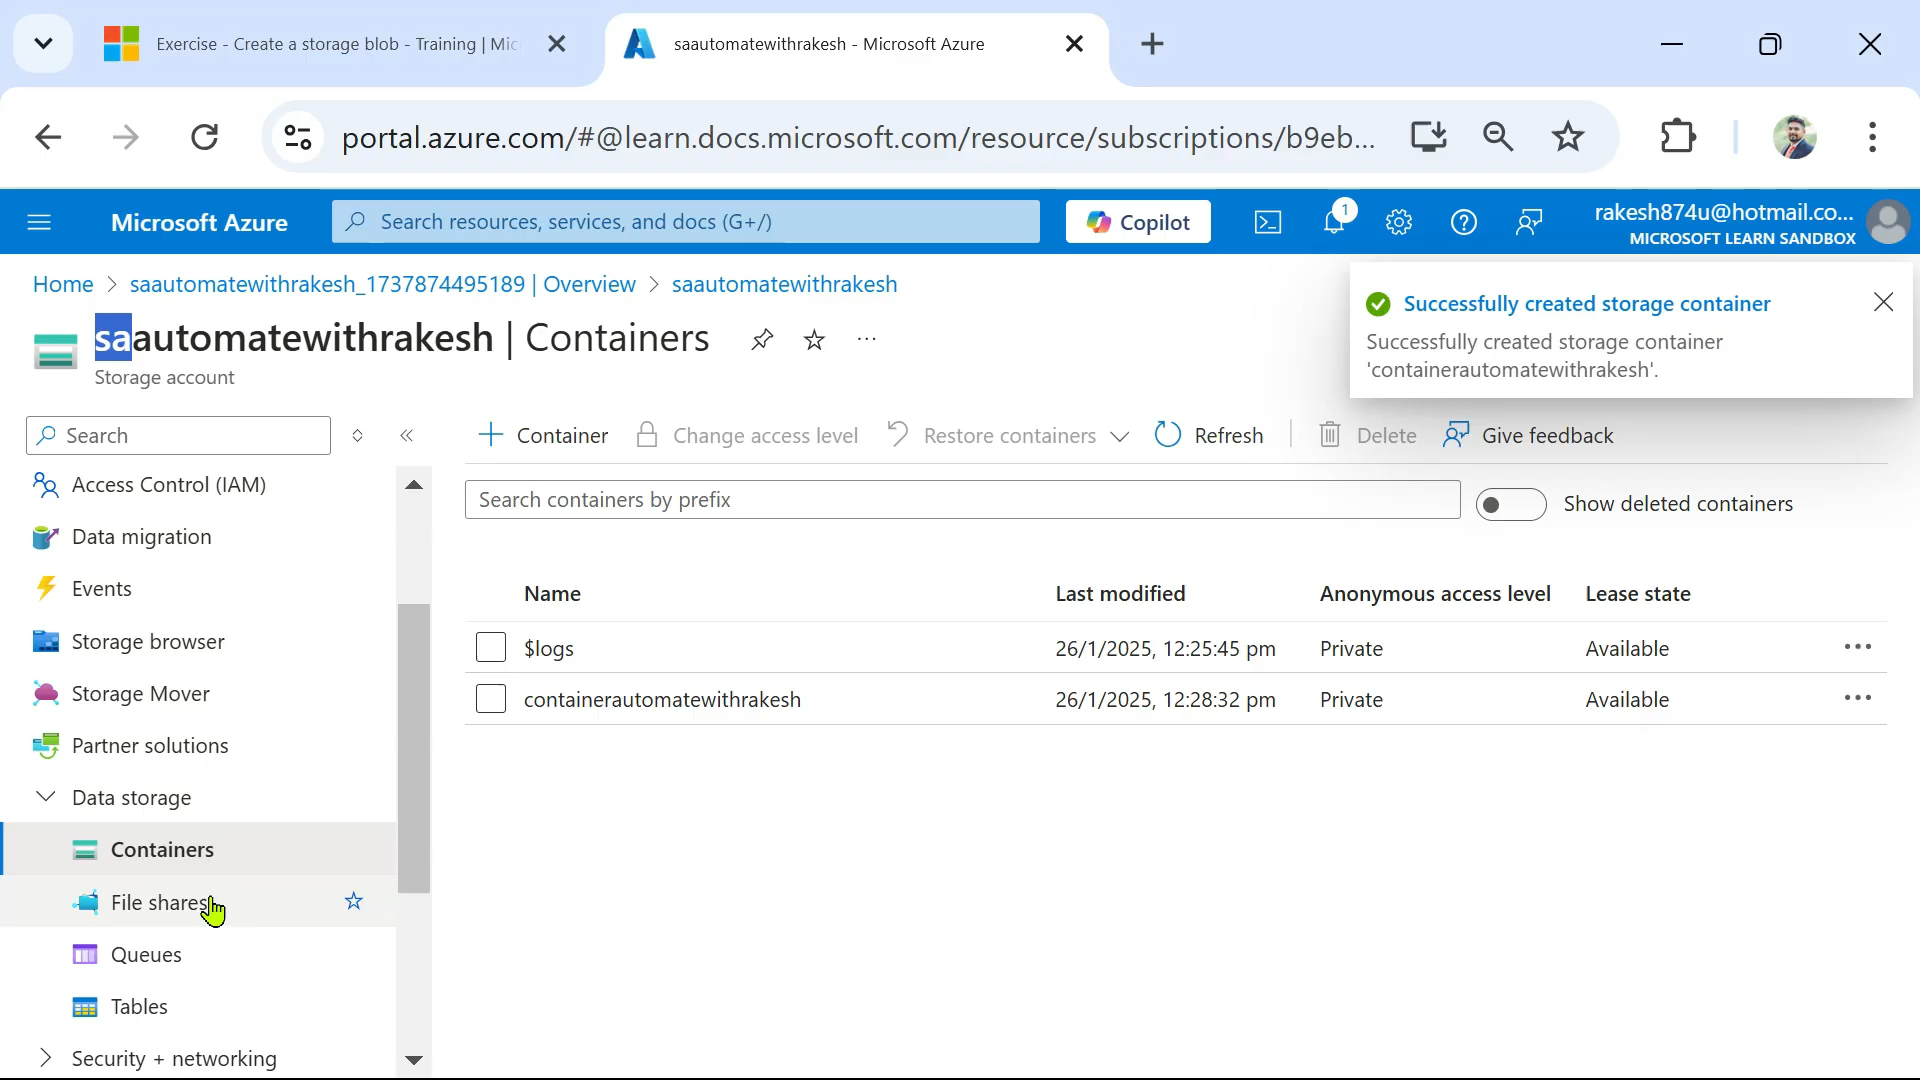 Exercise - Create a storage blob - Training | Mic
saautomatewithrakesh - Microsoft Azure
portal.azure.com/#@learn.docs.microsoft.com/resource/subscriptions/b9eb...
Microsoft Azure
Search resources, services, and docs (G+/)
Copilot
1
rakesh874u@hotmail.co...
MICROSOFT LEARN SANDBOX
Home > saautomatewithrakesh_1737874495189 | Overview > saautomatewithrakesh
saautomatewithrakesh | Containers
...
Storage account
Successfully created storage container
Successfully created storage container
'containerautomatewithrakesh'.
Search
Container
Change access level
Restore containers
Refresh
Delete
Give feedback
Access Control (IAM)
Data migration
Events
Storage browser
Storage Mover
Partner solutions
Data storage
Containers
File shares
Queues
Tables
Security + networking
Search containers by prefix
Show deleted containers
Name Last modified Anonymous access level Lease state
$logs 26/1/2025, 12:25:45 pm Private Available ...
containerautomatewithrakesh 26/1/2025, 12:28:32 pm Private Available ...